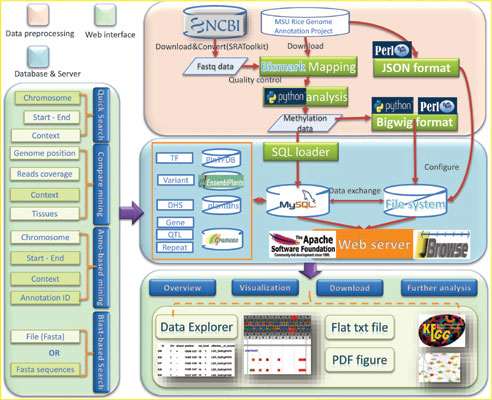 Data preprocessing
Web interface
Database & Server
NCBI
MSU Rice Genome
Annotation Project
Download&Convert(SRAToolkit)
Download
Fastq data
Bismark Mapping
Quality control
Perl
JSON format
python analysis
Methylation
data
python
Perl
Bigwig format
SQL loader
Configure
Chromosome
Start - End
Context
Quick Search
Genome position
Reads coverage
Context
Tissues
Compare mining
Chromosome
Start - End
Context
Annotation ID
Anno-based mining
File (Fasta)
OR
Fasta sequences
Blast-based Search
TF
PlnTFDB
Variant
EnsemblPlants
DHS
plantdhs
Gene
QTL
Repeat
Gramene
MySQL
Data exchange
File system
The Apache
Software Foundation
Community-led development since 1999.
Web server
JBrowse
Overview
Visualization
Download
Further analysis
Data Explorer
Flat txt file
PDF figure
KEGG